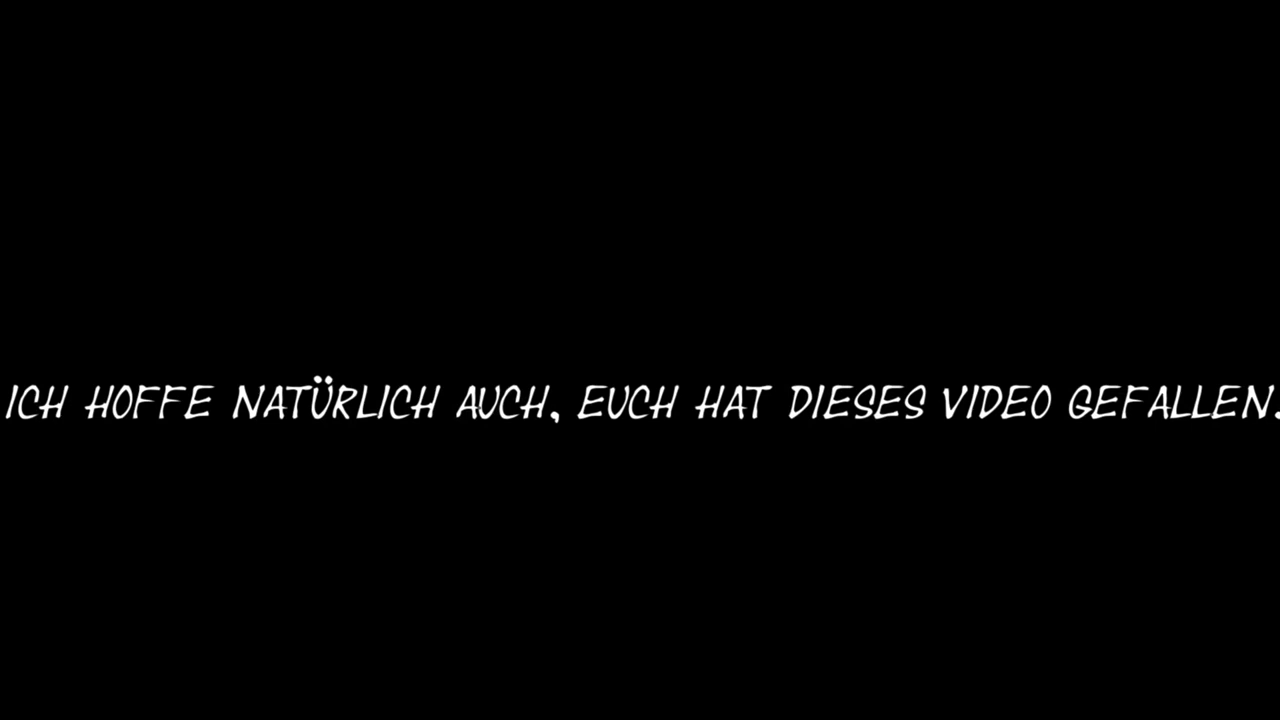 ICH HOFFE NATÜRLICH AUCH, EUCH HAT DIESES VIDEO GEFALLEN.